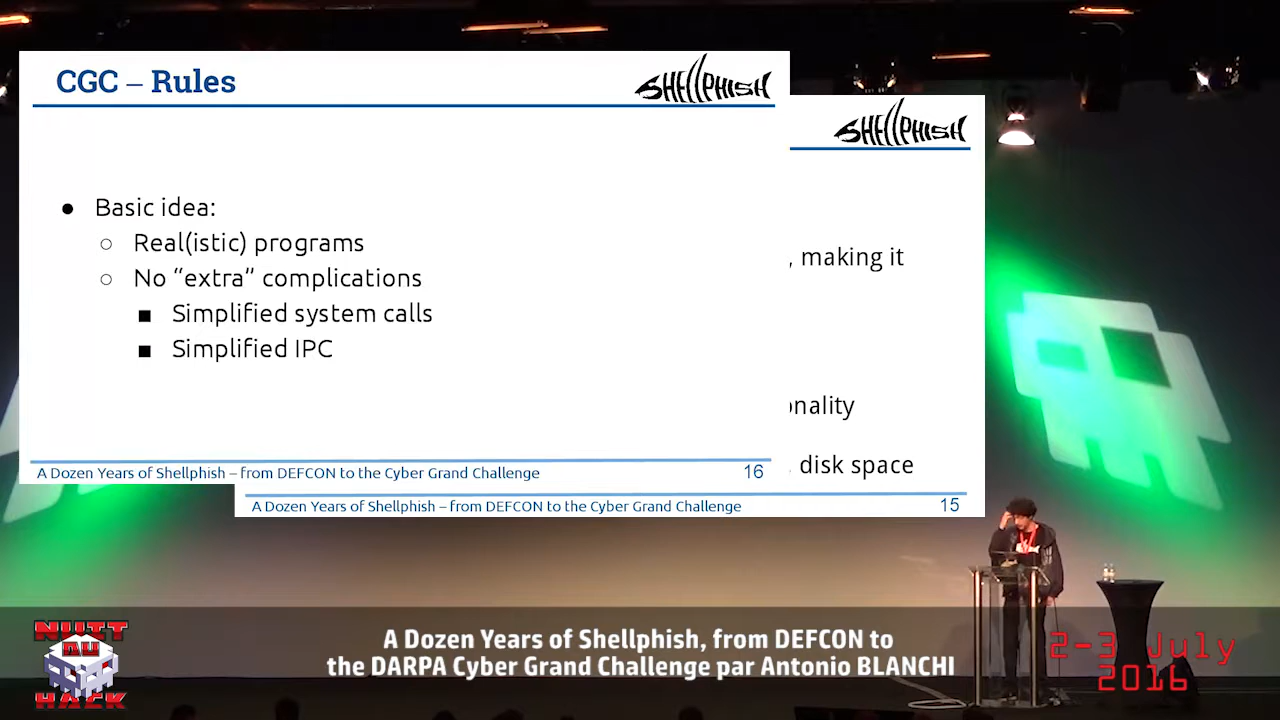 CGC – Rules
SHELLPHISH
● Basic idea:
○ Real(istic) programs
○ No “extra” complications
■ Simplified system calls
■ Simplified IPC
A Dozen Years of Shellphish – from DEFCON to the Cyber Grand Challenge
16
SHELLPHISH
, making it
onality
disk space
A Dozen Years of Shellphish – from DEFCON to the Cyber Grand Challenge
15
NUIT
DU
HACK
A Dozen Years of Shellphish, from DEFCON to
the DARPA Cyber Grand Challenge par Antonio BLANCHI
2-3 July
2016